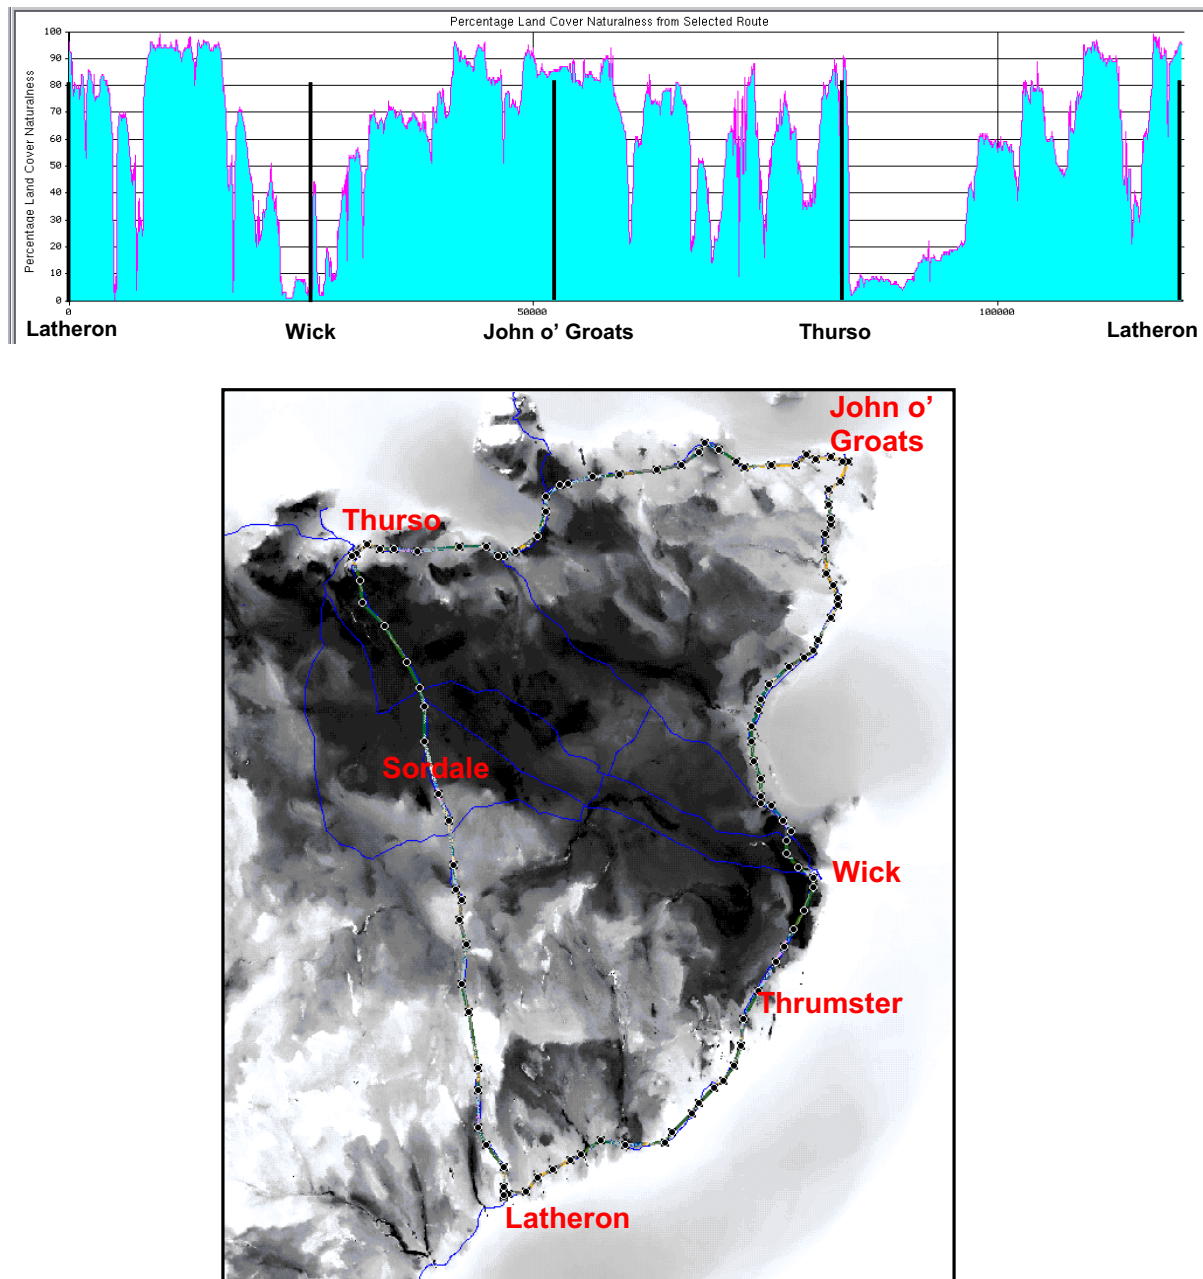 Percentage Land Cover Naturalness from Selected Route
Percentage Land Cover Naturalness
100
90
80
70
60
50
40
30
20
10
0
0
50000
100000
Latheron
Wick
John o' Groats
Thurso
Latheron
John o'
Groats
Thurso
Sordale
Wick
Thrumster
Latheron